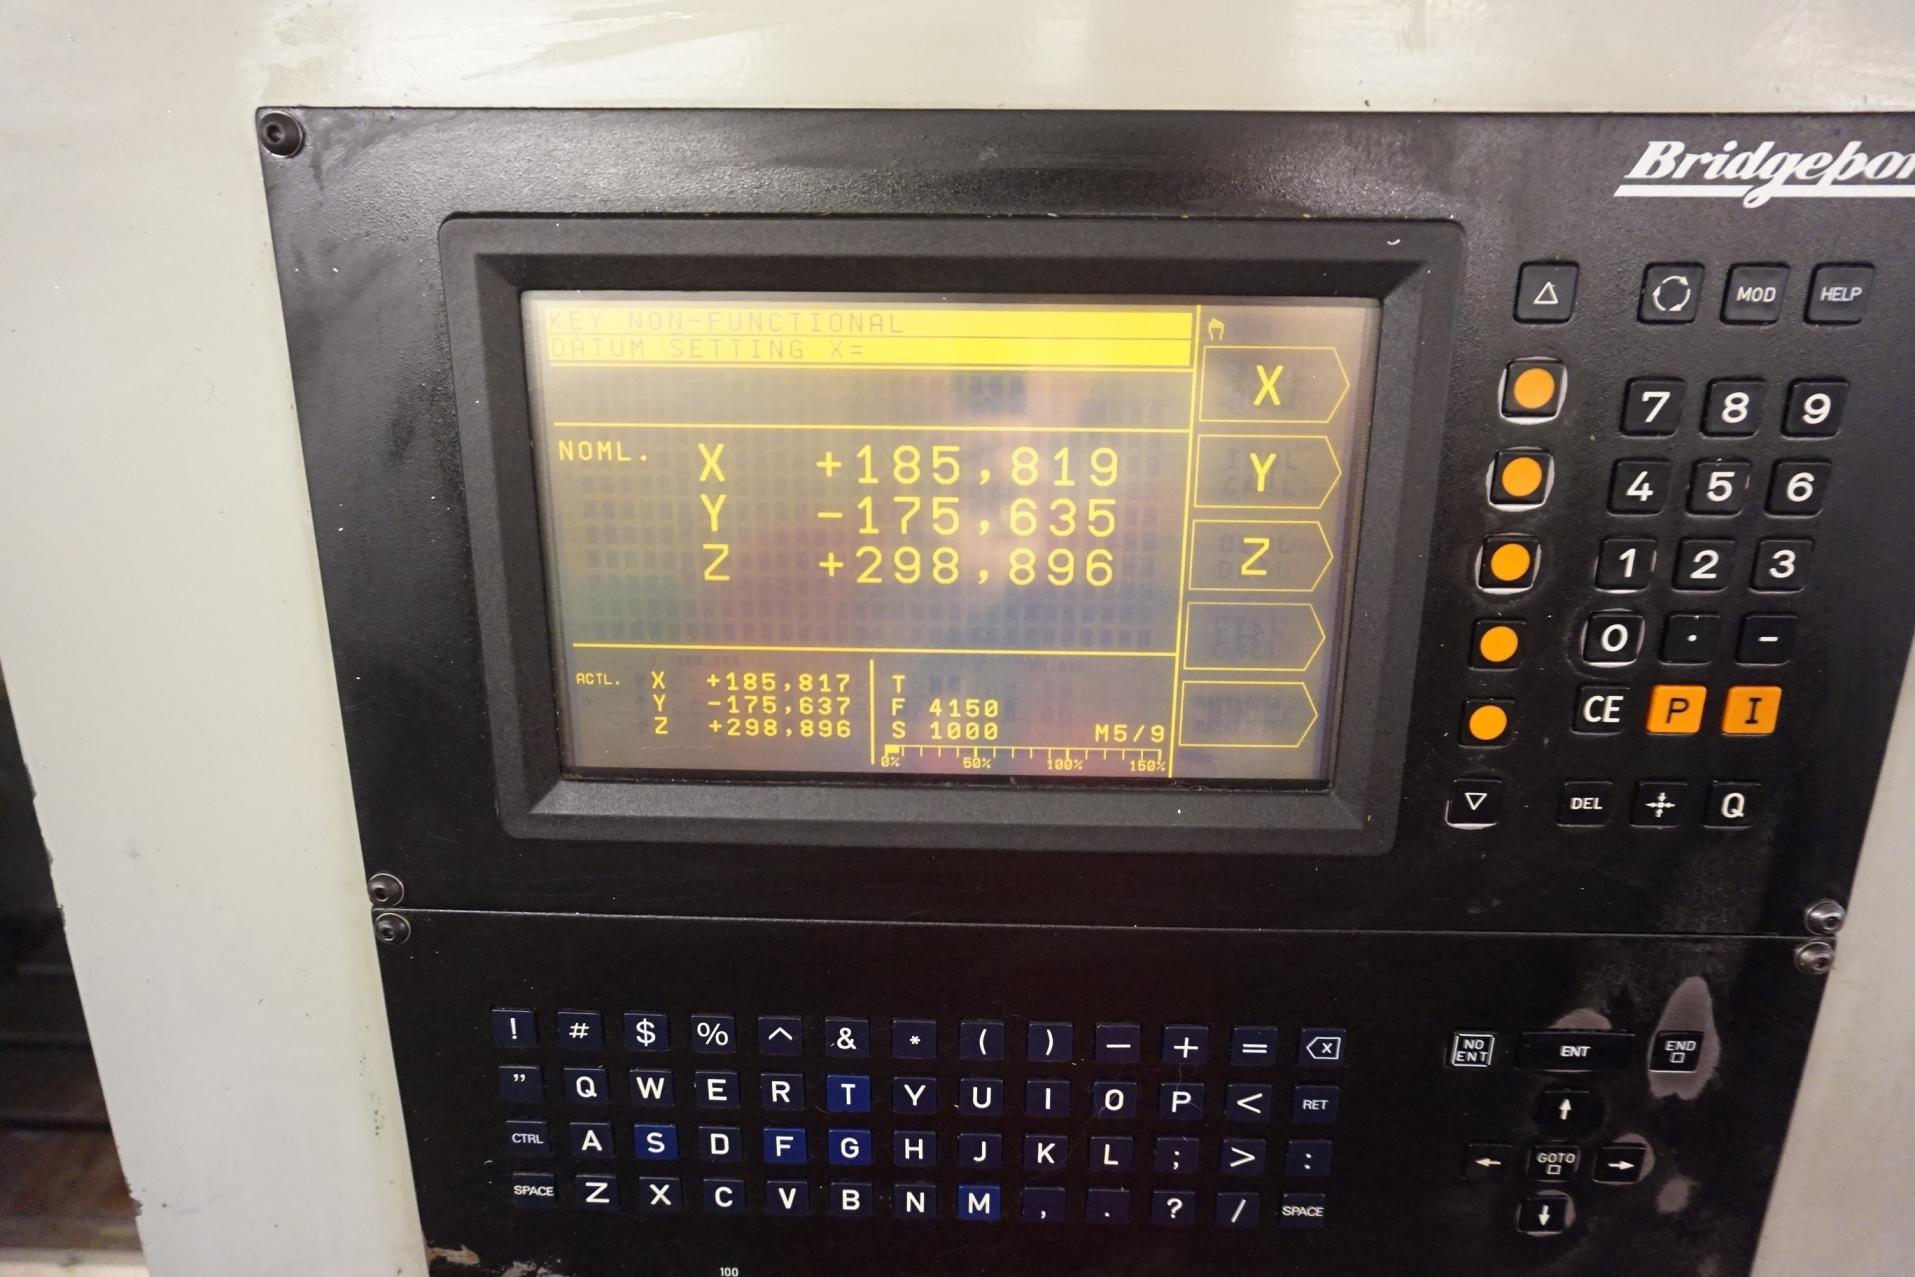 Bridgepor
KEY NON-FUNCTIONAL
DATUM SETTING X=
X
Y
Z
NOML. X +185,819
Y -175,635
Z +298,896
ACTL. X +185,817
Y -175,637
Z +298,896
T
F 4150
S 1000 M5/9
0% 50% 100% 150%
MOD HELP
7 8 9
4 5 6
1 2 3
0 . -
CE P I
DEL Q
! # $ % ^ & * ( ) — + =
" Q W E R T Y U I O P < RET
CTRL A S D F G H J K L ; > :
SPACE Z X C V B N M , . ? / SPACE
NO ENT ENT END
GOTO
100